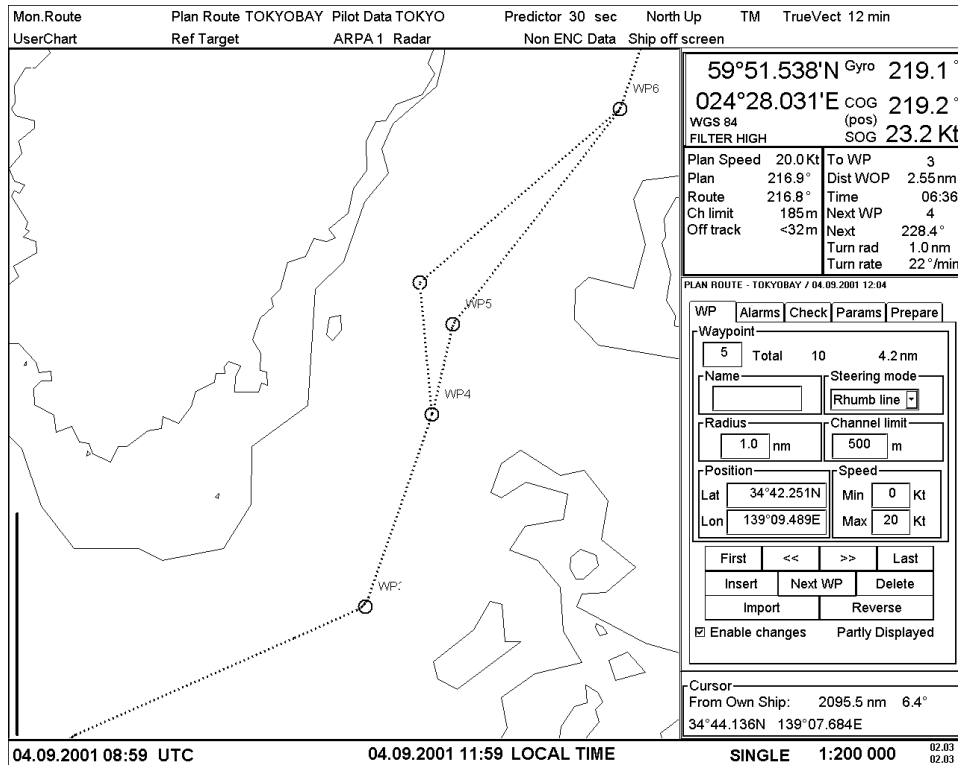 Mon.Route Plan Route TOKYOBAY Pilot Data TOKYO Predictor 30 sec North Up TM TrueVect 12 min
UserChart Ref Target ARPA 1 Radar Non ENC Data Ship off screen
59°51.538'N Gyro 219.1°
024°28.031'E COG 219.2°
WGS 84 (pos)
FILTER HIGH SOG 23.2 Kt
Plan Speed 20.0 Kt
Plan 216.9°
Route 216.8°
Ch limit 185 m
Off track <32 m
To WP 3
Dist WOP 2.55 nm
Time 06:36
Next WP 4
Next 228.4°
Turn rad 1.0 nm
Turn rate 22°/min
PLAN ROUTE - TOKYOBAY / 04.09.2001 12:04
WP Alarms Check Params Prepare
Waypoint
5 Total 10 4.2 nm
Name Steering mode
Rhumb line
Radius Channel limit
1.0 nm 500 m
Position Speed
Lat 34°42.251N Min 0 Kt
Lon 139°09.489E Max 20 Kt
First << >> Last
Insert Next WP Delete
Import Reverse
Enable changes Partly Displayed
Cursor
From Own Ship: 2095.5 nm 6.4°
34°44.136N 139°07.684E
WP6
WP5
WP4
WP
4
4
04.09.2001 08:59 UTC 04.09.2001 11:59 LOCAL TIME SINGLE 1:200 000 02.03
02.03